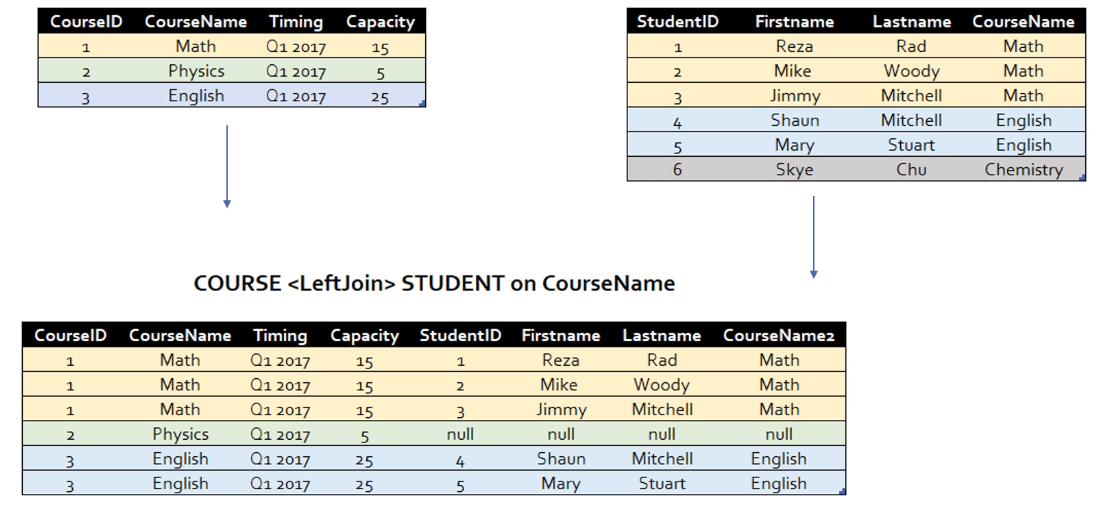 CourseID CourseName Timing Capacity
1 Math Q1 2017 15
2 Physics Q1 2017 5
3 English Q1 2017 25
StudentID Firstname Lastname CourseName
1 Reza Rad Math
2 Mike Woody Math
3 Jimmy Mitchell Math
4 Shaun Mitchell English
5 Mary Stuart English
6 Skye Chu Chemistry
COURSE <LeftJoin> STUDENT on CourseName
CourseID CourseName Timing Capacity StudentID Firstname Lastname CourseName2
1 Math Q1 2017 15 1 Reza Rad Math
1 Math Q1 2017 15 2 Mike Woody Math
1 Math Q1 2017 15 3 Jimmy Mitchell Math
2 Physics Q1 2017 5 null null null null
3 English Q1 2017 25 4 Shaun Mitchell English
3 English Q1 2017 25 5 Mary Stuart English